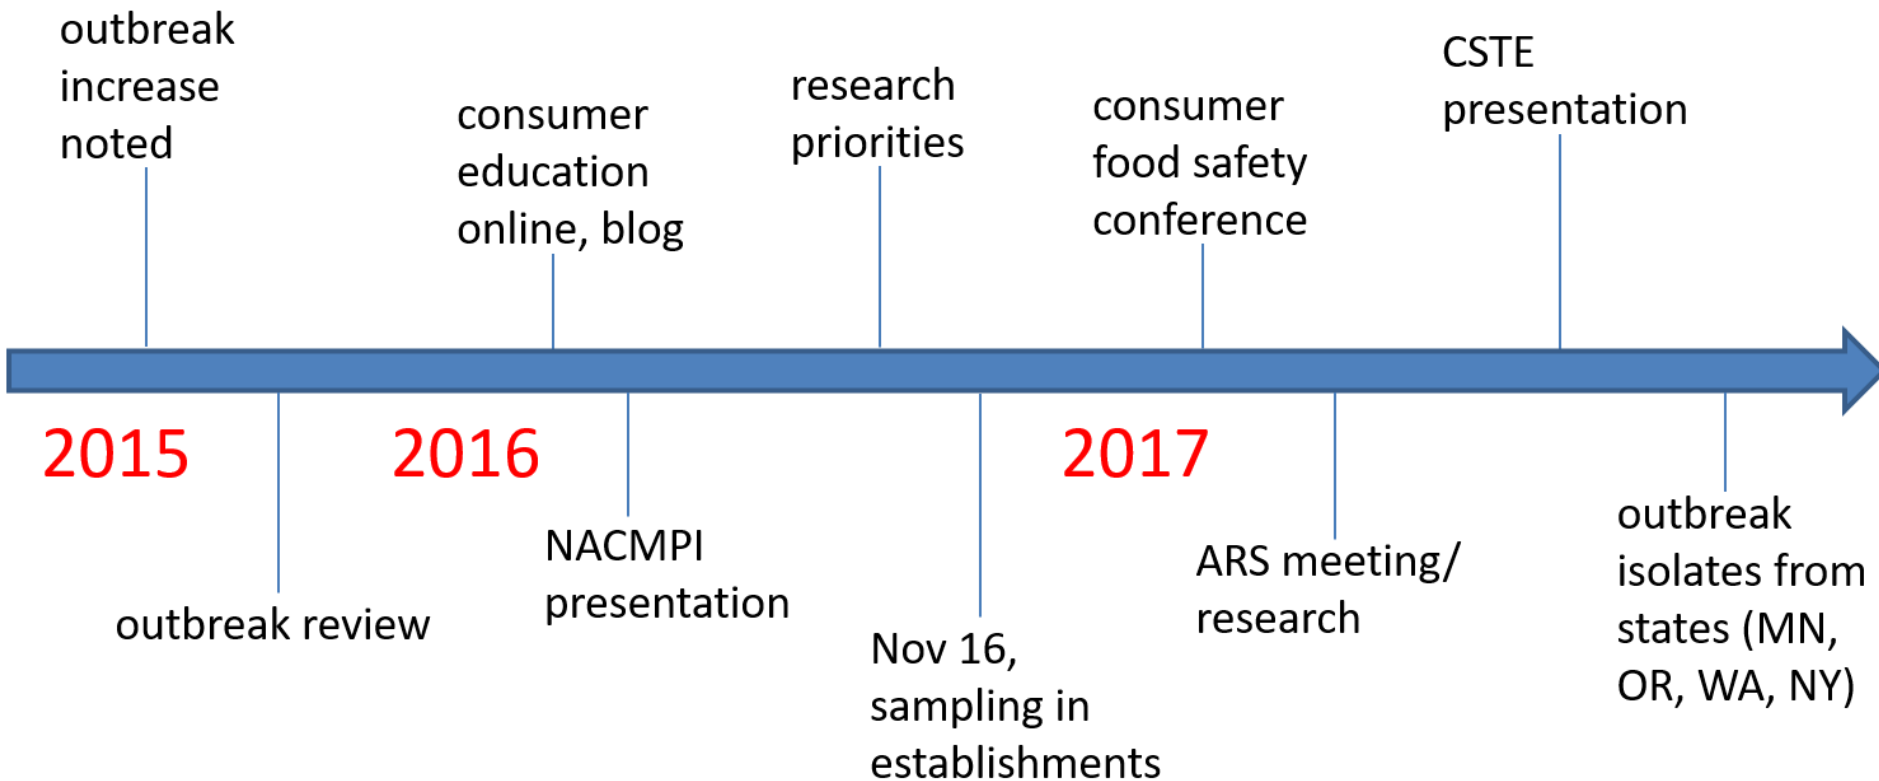 outbreak
increase
noted
consumer
education
online, blog
research
priorities
consumer
food safety
conference
CSTE
presentation
2015
2016
2017
outbreak review
NACMPI
presentation
Nov 16,
sampling in
establishments
ARS meeting/
research
outbreak
isolates from
states (MN,
OR, WA, NY)